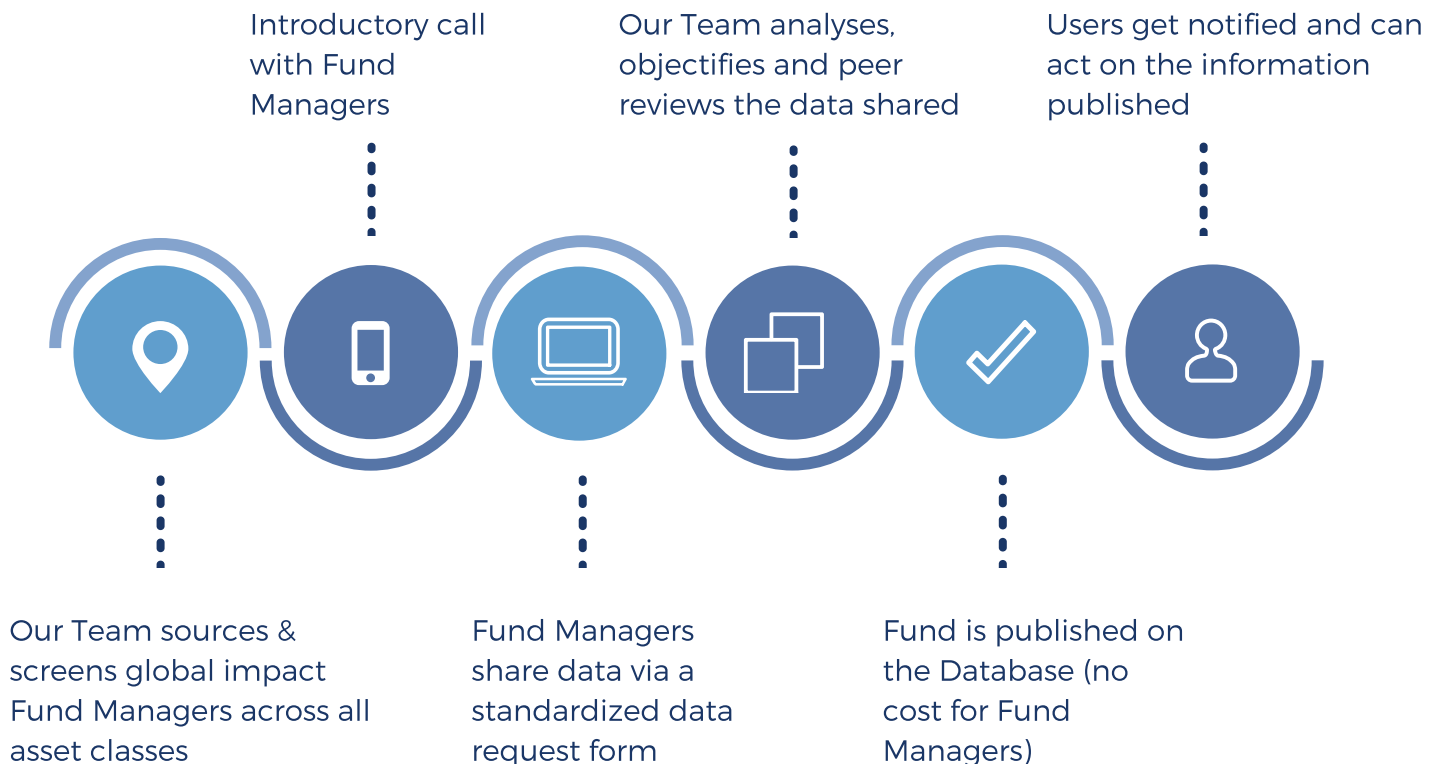 Introductory call
with Fund
Managers
Our Team analyses,
objectifies and peer
reviews the data shared
Users get notified and can
act on the information
published
Our Team sources &
screens global impact
Fund Managers across all
asset classes
Fund Managers
share data via a
standardized data
request form
Fund is published on
the Database (no
cost for Fund
Managers)